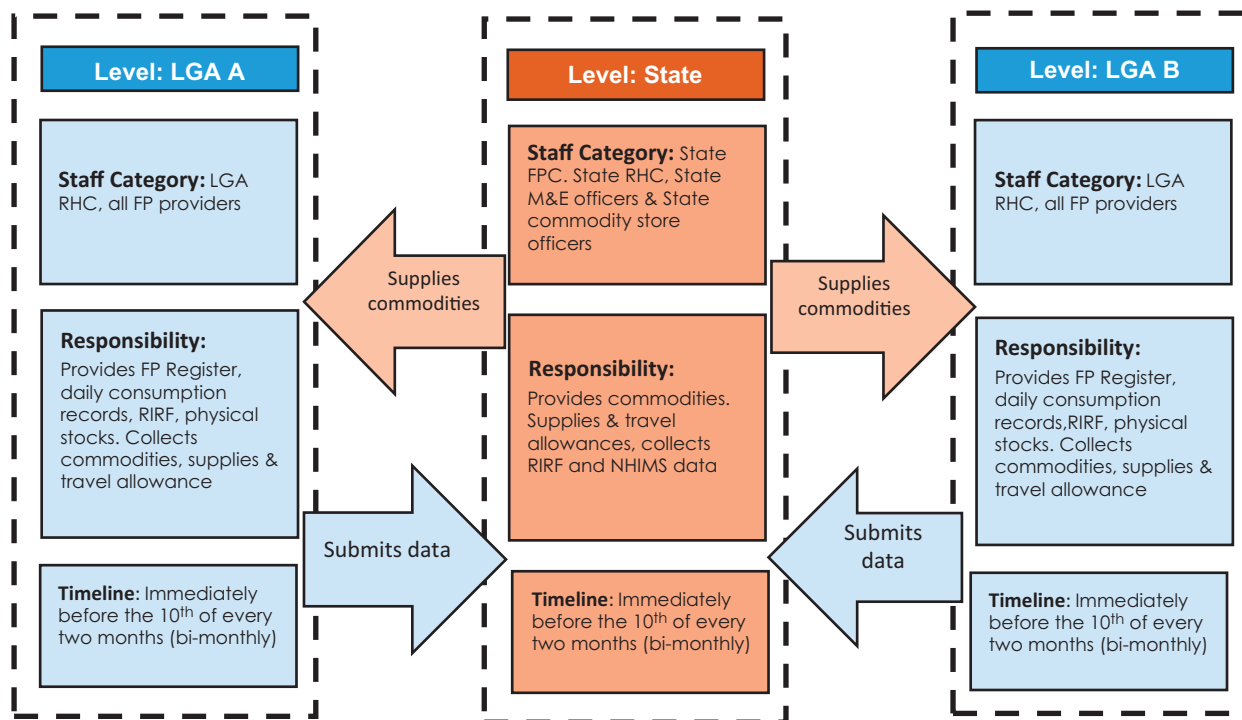 Level: LGA A
Staff Category: LGA
RHC, all FP providers
Responsibility:
Provides FP Register,
daily consumption
records, RIRF, physical
stocks. Collects
commodities, supplies &
travel allowance
Timeline: Immediately
before the 10th of every
two months (bi-monthly)
Supplies
commodities
Submits data
Level: State
Staff Category: State
FPC. State RHC, State
M&E officers & State
commodity store
officers
Responsibility:
Provides commodities.
Supplies & travel
allowances, collects
RIRF and NHIMS data
Timeline: Immediately
before the 10th of every
two months (bi-monthly)
Supplies
commodities
Submits
data
Level: LGA B
Staff Category: LGA
RHC, all FP providers
Responsibility:
Provides FP Register,
daily consumption
records,RIRF, physical
stocks. Collects
commodities, supplies &
travel allowance
Timeline: Immediately
before the 10th of every
two months (bi-monthly)